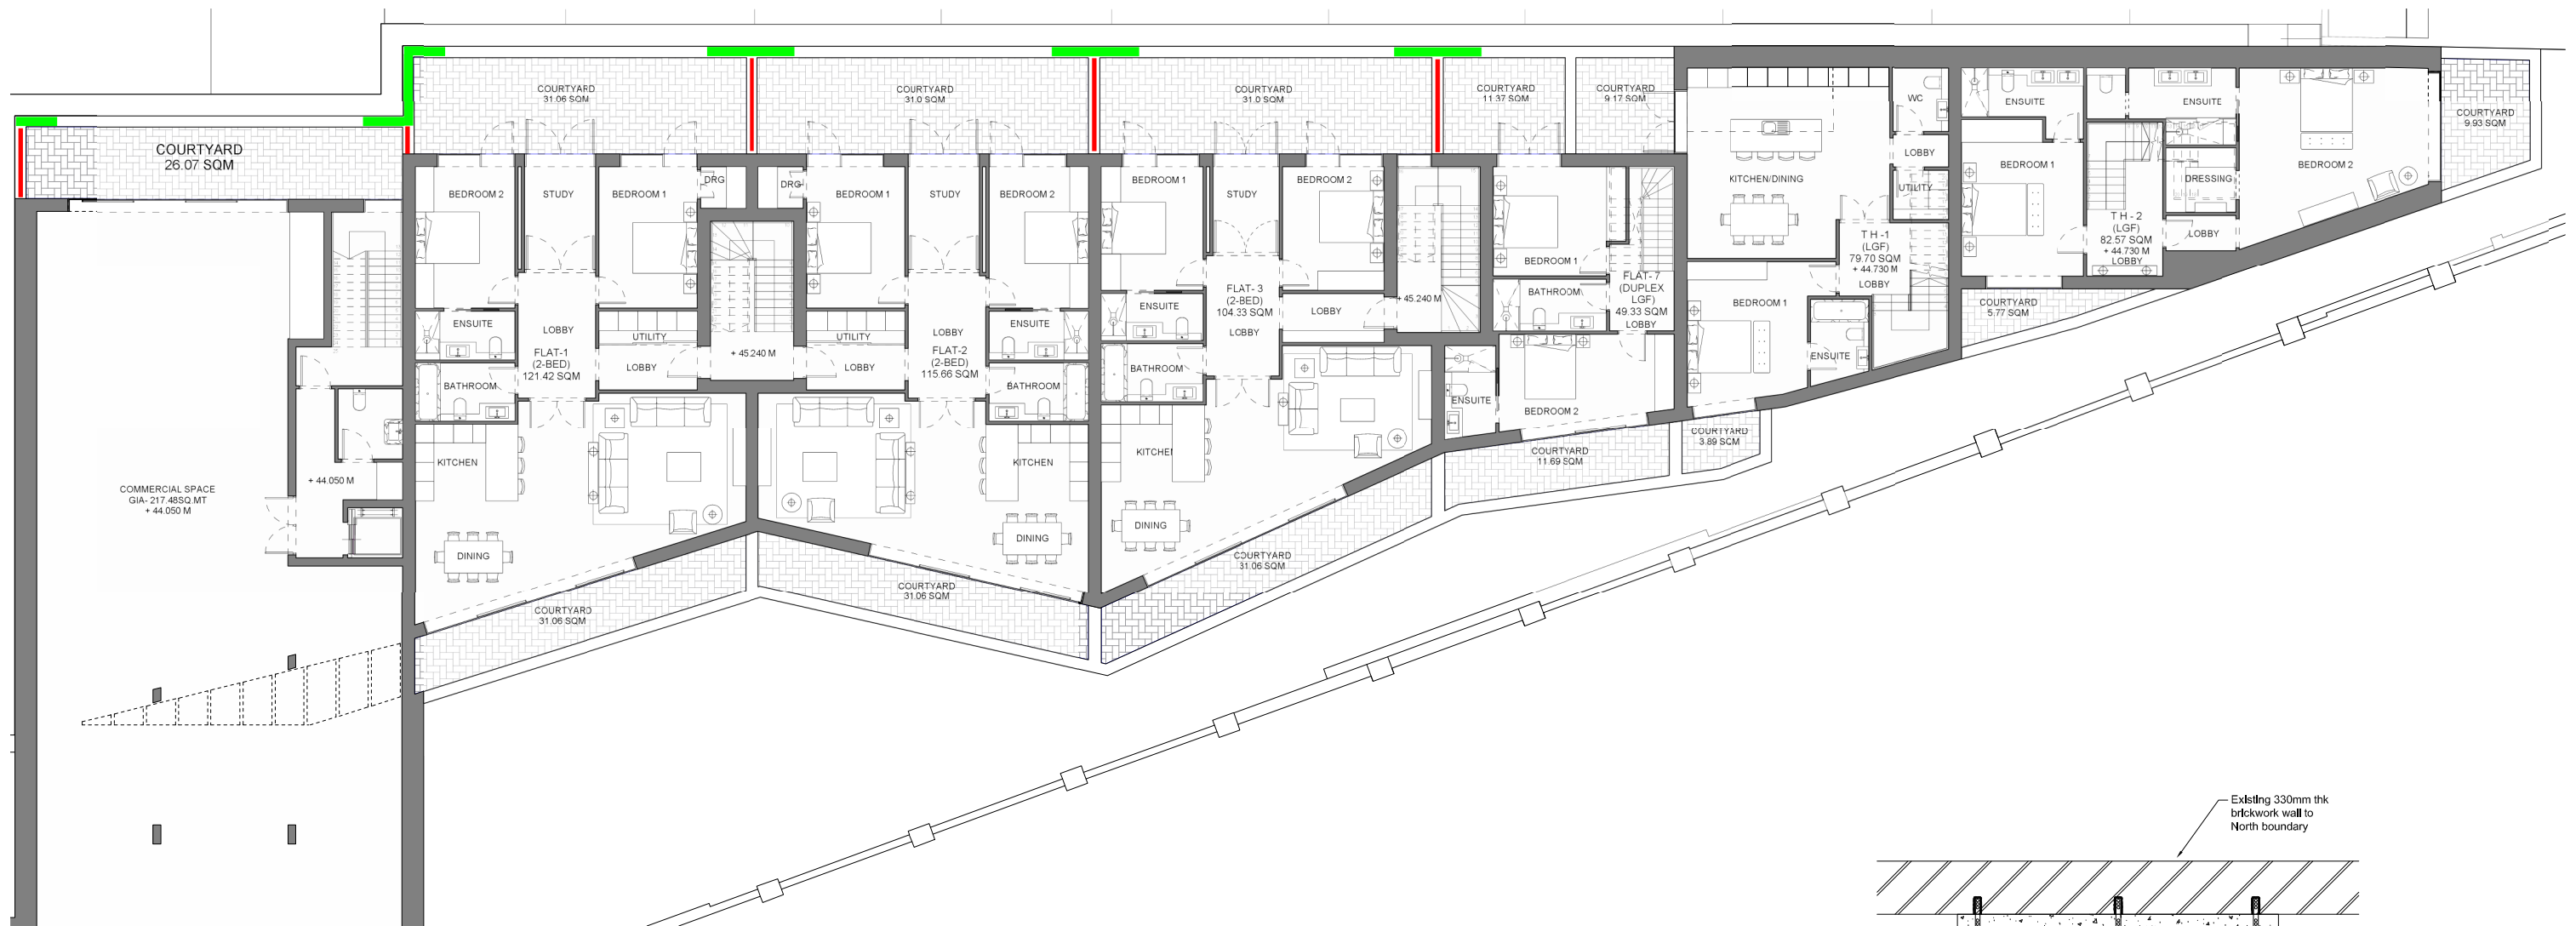 COURTYARD
26.07 SQM
COURTYARD
31.06 SQM
COURTYARD
31.0 SQM
COURTYARD
31.0 SQM
COURTYARD
11.37 SQM
COURTYARD
9.17 SQM
WC
ENSUITE
ENSUITE
COURTYARD
9.93 SQM
BEDROOM 2
STUDY
BEDROOM 1
DRG
DRG
BEDROOM 1
STUDY
BEDROOM 2
BEDROOM 1
STUDY
BEDROOM 2
BEDROOM 1
KITCHEN/DINING
LOBBY
UTILITY
BEDROOM 1
DRESSING
BEDROOM 2
T H - 2
(LGF)
82.57 SQM
+ 44.730 M
LOBBY
LOBBY
T H -1
(LGF)
79.70 SQM
+ 44.730 M
LOBBY
FLAT- 7
(DUPLEX
LGF)
49.33 SQM
LOBBY
BATHROOM
FLAT- 3
(2-BED)
104.33 SQM
LOBBY
LOBBY
+ 45.240 M
ENSUITE
BATHROOM
ENSUITE
LOBBY
FLAT-1
(2-BED)
121.42 SQM
UTILITY
LOBBY
BATHROOM
+ 45.240 M
UTILITY
LOBBY
LOBBY
FLAT-2
(2-BED)
115.66 SQM
ENSUITE
BATHROOM
BEDROOM 1
ENSUITE
COURTYARD
5.77 SQM
ENSUITE
BEDROOM 2
COURTYARD
3.89 SQM
COURTYARD
11.69 SQM
KITCHEN
KITCHEN
KITCHEN
COMMERCIAL SPACE
GIA- 217.48SQ.MT
+ 44.050 M
+ 44.050 M
DINING
DINING
DINING
COURTYARD
31.06 SQM
COURTYARD
31.06 SQM
COURTYARD
31.06 SQM
Existing 330mm thk
brickwork wall to
North boundary